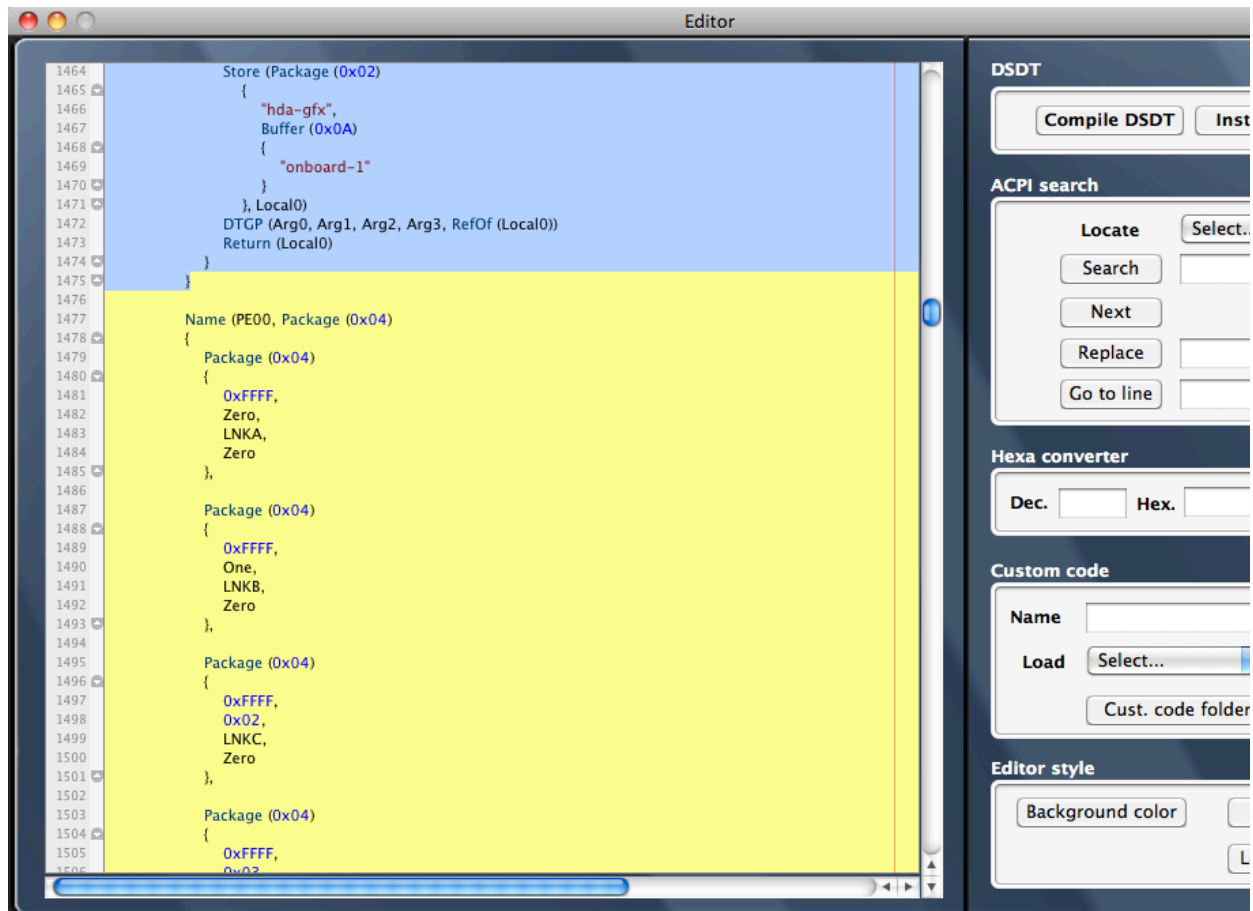 Editor
1464 Store (Package (0x02)
1465 {
1466 "hda-gfx",
1467 Buffer (0x0A)
1468 {
1469 "onboard-1"
1470 }
1471 }, Local0)
1472 DTGP (Arg0, Arg1, Arg2, Arg3, RefOf (Local0))
1473 Return (Local0)
1474 }
1475 }
1476
1477 Name (PE00, Package (0x04)
1478 {
1479 Package (0x04)
1480 {
1481 0xFFFF,
1482 Zero,
1483 LNKA,
1484 Zero
1485 },
1486
1487 Package (0x04)
1488 {
1489 0xFFFF,
1490 One,
1491 LNKB,
1492 Zero
1493 },
1494
1495 Package (0x04)
1496 {
1497 0xFFFF,
1498 0x02,
1499 LNKC,
1500 Zero
1501 },
1502
1503 Package (0x04)
1504 {
1505 0xFFFF,
1506 0x03
DSDT
Compile DSDT Inst
ACPI search
Locate Select...
Search
Next
Replace
Go to line
Hexa converter
Dec. Hex.
Custom code
Name
Load Select...
Cust. code folder
Editor style
Background color
L